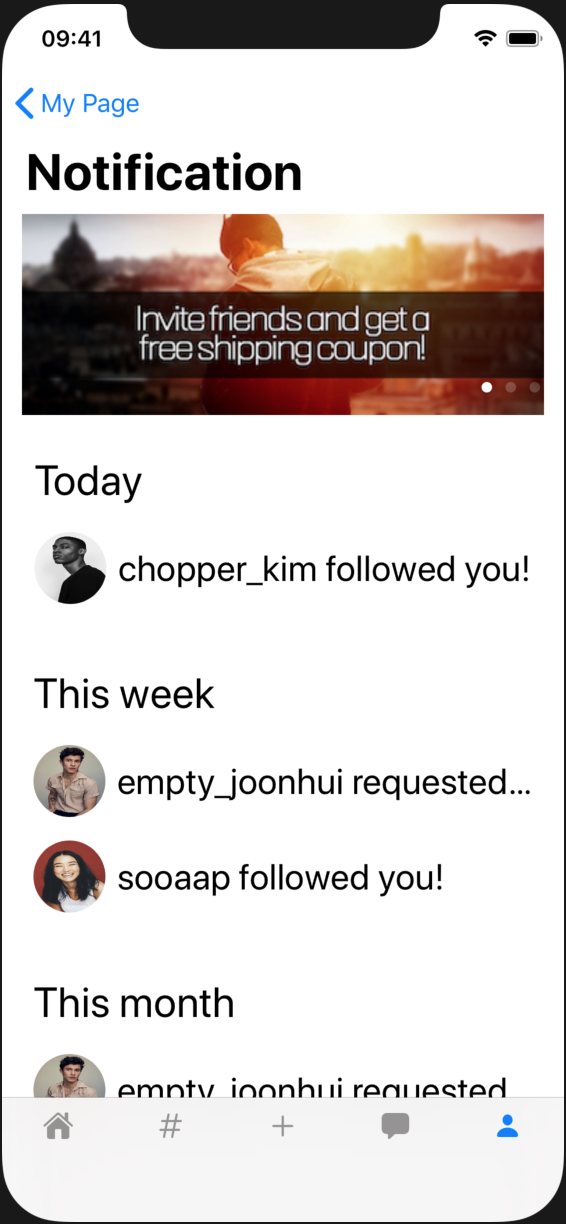 09:41
My Page
Notification
Invite friends and get a
free shipping coupon!
Today
chopper_kim followed you!
This week
empty_joonhui requested...
sooaap followed you!
This month
empty_joonhui requested
#